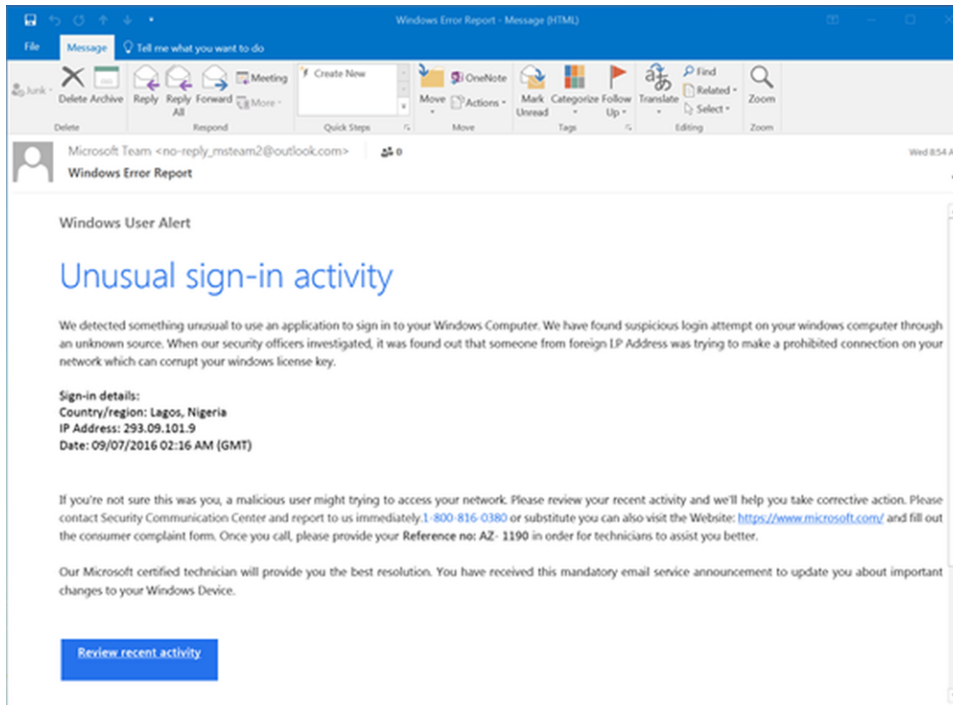 Windows Error Report - Message (HTML)
File Message Tell me what you want to do
Junk Delete Archive Reply Reply All Forward Meeting More Create New Move OneNote Actions Mark Unread Categorize Follow Up Translate Find Related Select Zoom
Delete Respond Quick Steps Move Tags Editing Zoom
Microsoft Team <no-reply_msteam2@outlook.com> 0 Wed 8:54
Windows Error Report
Windows User Alert
Unusual sign-in activity
We detected something unusual to use an application to sign in to your Windows Computer. We have found suspicious login attempt on your windows computer through
an unknown source. When our security officers investigated, it was found out that someone from foreign I.P Address was trying to make a prohibited connection on your
network which can corrupt your windows license key.
Sign-in details:
Country/region: Lagos, Nigeria
IP Address: 293.09.101.9
Date: 09/07/2016 02:16 AM (GMT)
If you're not sure this was you, a malicious user might trying to access your network. Please review your recent activity and we'll help you take corrective action. Please
contact Security Communication Center and report to us immediately.1-800-816-0380 or substitute you can also visit the Website: https://www.microsoft.com/ and fill out
the consumer complaint form. Once you call, please provide your Reference no: AZ- 1190 in order for technicians to assist you better.
Our Microsoft certified technician will provide you the best resolution. You have received this mandatory email service announcement to update you about important
changes to your Windows Device.
Review recent activity